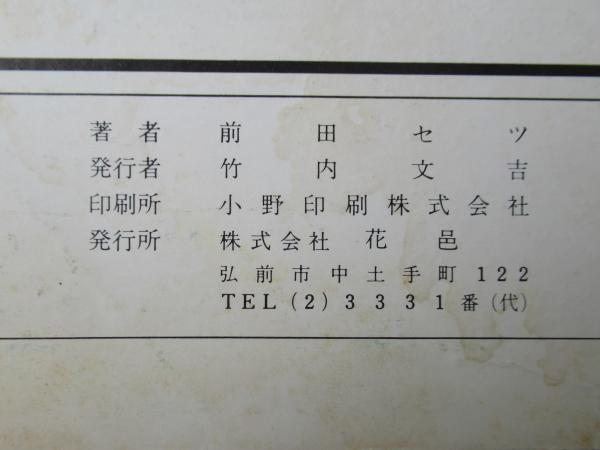 著者 前田セツ
発行者 竹内文吉
印刷所 小野印刷株式会社
発行所 株式会社 花邑
弘前市中土手町122
TEL(2)3331番(代)